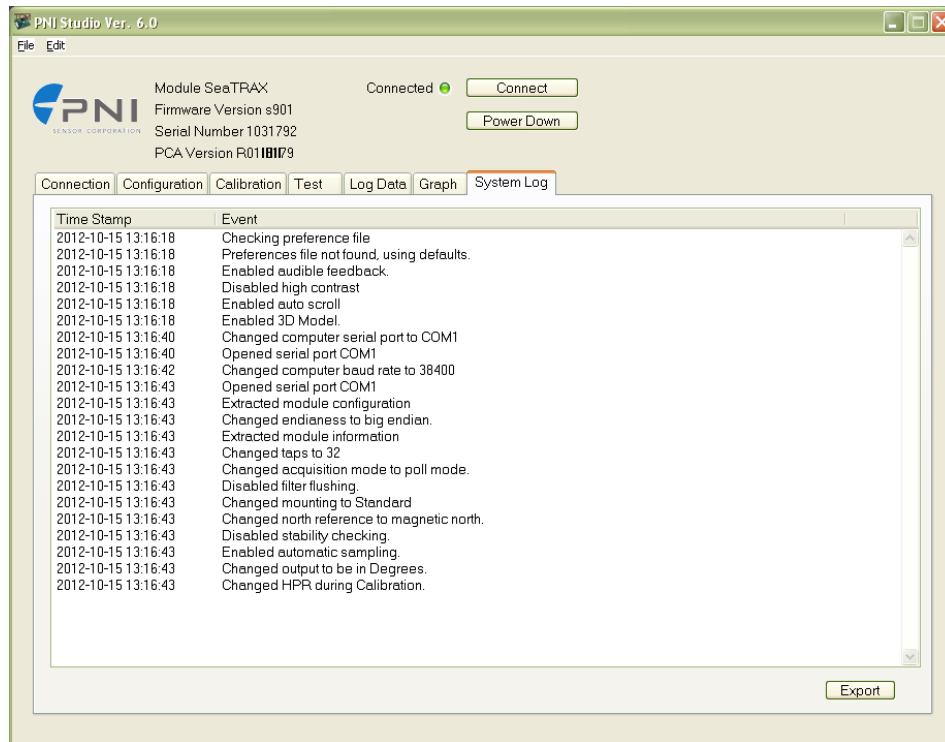 PNI Studio Ver. 6.0
File Edit
PNI
SENSOR CORPORATION
Module SeaTRAX
Firmware Version s901
Serial Number 1031792
PCA Version
Connected
Connect
Power Down
Connection Configuration Calibration Test Log Data Graph System Log
Time Stamp Event
2012-10-15 13:16:18 Checking preference file
2012-10-15 13:16:18 Preferences file not found, using defaults.
2012-10-15 13:16:18 Enabled audible feedback.
2012-10-15 13:16:18 Disabled high contrast
2012-10-15 13:16:18 Enabled auto scroll
2012-10-15 13:16:18 Enabled 3D Model.
2012-10-15 13:16:40 Changed computer serial port to COM1
2012-10-15 13:16:40 Opened serial port COM1
2012-10-15 13:16:42 Changed computer baud rate to 38400
2012-10-15 13:16:43 Opened serial port COM1
2012-10-15 13:16:43 Extracted module configuration
2012-10-15 13:16:43 Changed endianess to big endian.
2012-10-15 13:16:43 Extracted module information
2012-10-15 13:16:43 Changed taps to 32
2012-10-15 13:16:43 Changed acquisition mode to poll mode.
2012-10-15 13:16:43 Disabled filter flushing.
2012-10-15 13:16:43 Changed mounting to Standard
2012-10-15 13:16:43 Changed north reference to magnetic north.
2012-10-15 13:16:43 Disabled stability checking.
2012-10-15 13:16:43 Enabled automatic sampling.
2012-10-15 13:16:43 Changed output to be in Degrees.
2012-10-15 13:16:43 Changed HPR during Calibration.
Export